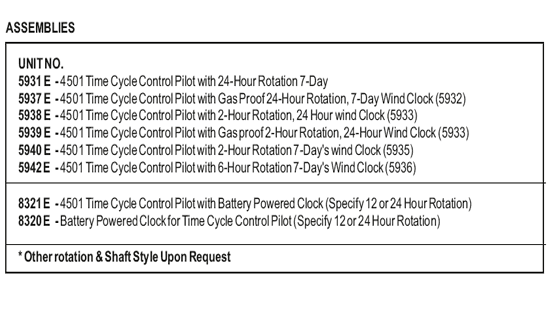 ASSEMBLIES
UNIT NO.
5931 E - 4501 Time Cycle Control Pilot with 24-Hour Rotation 7-Day
5937 E - 4501 Time Cycle Control Pilot with Gas Proof 24-Hour Rotation, 7-Day Wind Clock (5932)
5938 E - 4501 Time Cycle Control Pilot with 2-Hour Rotation, 24 Hour wind Clock (5933)
5939 E - 4501 Time Cycle Control Pilot with Gas proof 2-Hour Rotation, 24-Hour Wind Clock (5933)
5940 E - 4501 Time Cycle Control Pilot with 2-Hour Rotation 7-Day's wind Clock (5935)
5942 E - 4501 Time Cycle Control Pilot with 6-Hour Rotation 7-Day's Wind Clock (5936)
8321 E - 4501 Time Cycle Control Pilot with Battery Powered Clock (Specify 12 or 24 Hour Rotation)
8320 E - Battery Powered Clock for Time Cycle Control Pilot (Specify 12 or 24 Hour Rotation)
* Other rotation & Shaft Style Upon Request